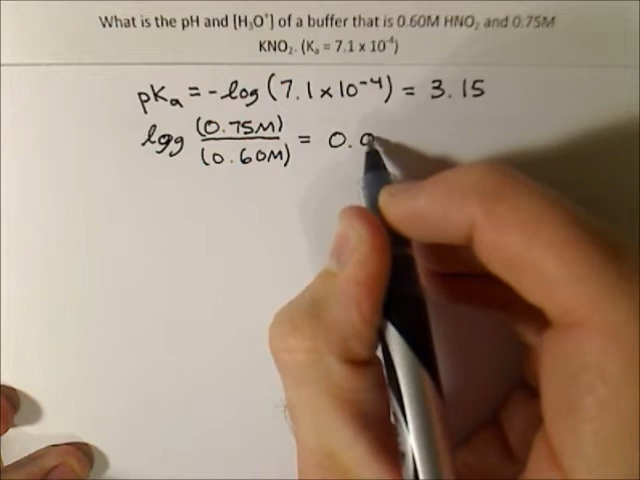 What is the pH and [H₃O⁺] of a buffer that is 0.60M HNO₂ and 0.75M
KNO₂. (Kₐ = 7.1 x 10⁻⁴)
pKₐ = -log (7.1 x 10⁻⁴) = 3.15
logg (0.75M) / (0.60M) = 0.0